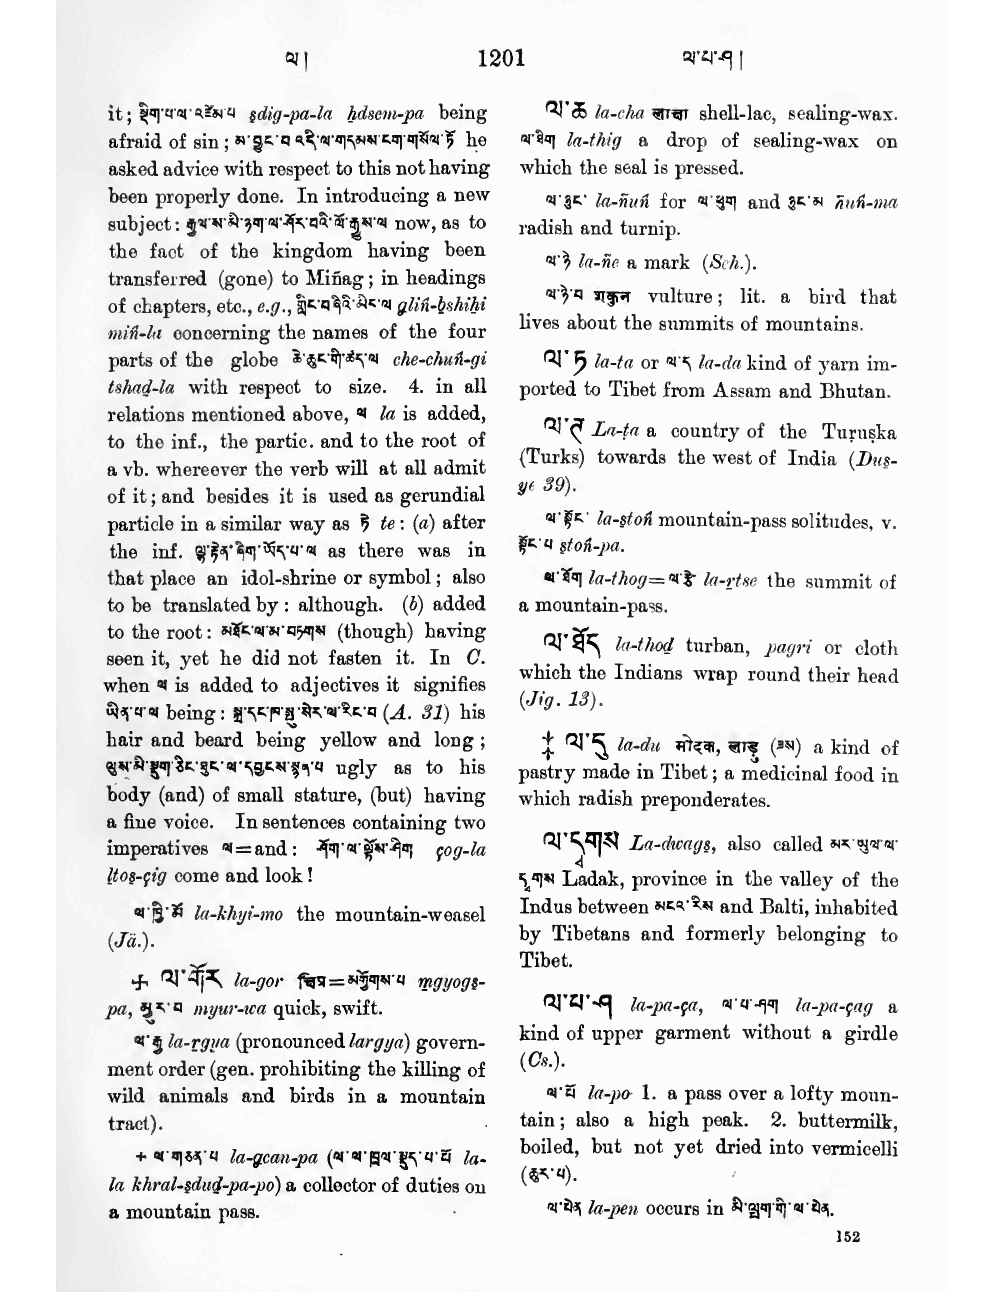 ལ།
1201
ལ་པ་ཤ།
it; སྡིག་པ་ལ་འཛེམ་པ ṣdig-pa-la ḥdsem-pa being
afraid of sin; མ་བྱུང་བ་འདི་ལ་གདམས་ངག་གསོལ་ཏོ he
asked advice with respect to this not having
been properly done. In introducing a new
subject: རྒྱལ་ས་མི་ཉག་ལ་ཤོར་བའི་ལོ་རྒྱུས་ལ now, as to
the fact of the kingdom having been
transferred (gone) to Miñag; in headings
of chapters, etc., e.g., གླིང་བཞིའི་མིང་ལ gliṅ-ḇshiḥi
miṅ-la concerning the names of the four
parts of the globe ཆེ་ཆུང་གི་ཚད་ལ che-chuṅ-gi
tshaḏ-la with respect to size. 4. in all
relations mentioned above, ལ la is added,
to the inf., the partic. and to the root of
a vb. whereever the verb will at all admit
of it; and besides it is used as gerundial
particle in a similar way as ཏེ te: (a) after
the inf. ལྷ་རྟེན་ཞིག་ཡོད་པ་ལ as there was in
that place an idol-shrine or symbol; also
to be translated by: although. (b) added
to the root: མཐོང་ལ་མ་བཏགས (though) having
seen it, yet he did not fasten it. In C.
when ལ is added to adjectives it signifies
ཡིན་པ་ལ being: སྐྲ་དང་ཁ་སྤུ་སེར་ལ་རིང་བ (A. 31) his
hair and beard being yellow and long;
ལུས་མི་སྡུག་ཅིང་ཐུང་ལ་དབྱངས་སྙན་པ ugly as to his
body (and) of small stature, (but) having
a fine voice. In sentences containing two
imperatives ལ=and: ཤོག་ལ་ལྟོས་ཤིག çog-la
ḻtoṣ-çig come and look!
ལ་ཁྱི་མོ la-khyi-mo the mountain-weasel
(Jä.).
+ ལ་གོར la-gor क्षिप्र=མགྱོགས་པ m̱gyogṣ-
pa, མྱུར་བ myur-wa quick, swift.
ལ་རྒྱ la-ṟgya (pronounced largya) govern-
ment order (gen. prohibiting the killing of
wild animals and birds in a mountain
tract).
+ ལ་གཅན་པ la-g̱can-pa (ལ་ལ་ཁྲལ་སྡུད་པ་པོ la-
la khral-ṣduḏ-pa-po) a collector of duties on
a mountain pass.
ལ་ཆ la-cha लाक्षा shell-lac, sealing-wax.
ལ་ཐིག la-thig a drop of sealing-wax on
which the seal is pressed.
ལ་ཉུང་ la-ñuṅ for ལ་ཕུག and ཉུང་མ ñuṅ-ma
radish and turnip.
ལ་ཉེ la-ñe a mark (Sch.).
ལ་ཉེ་བ शकुन vulture; lit. a bird that
lives about the summits of mountains.
ལ་ཏ la-ta or ལ་ད la-da kind of yarn im-
ported to Tibet from Assam and Bhutan.
ལ་ཊ La-ṭa a country of the Turuṣka
(Turks) towards the west of India (Duṣ-
ye 39).
ལ་སྟོང་ la-ṣtoṅ mountain-pass solitudes, v.
སྟོང་པ ṣtoṅ-pa.
ལ་ཐོག la-thog=ལ་རྩེ la-ṟtse the summit of
a mountain-pass.
ལ་ཐོད la-thoḏ turban, pagri or cloth
which the Indians wrap round their head
(Jig. 13).
‡ ལ་དུ la-du मोदक, लाडु (ཟས) a kind of
pastry made in Tibet; a medicinal food in
which radish preponderates.
ལ་དྭགས La-dwagṣ, also called མར་ཡུལ་ལ་
དྭགས Ladak, province in the valley of the
Indus between མངའ་རིས and Balti, inhabited
by Tibetans and formerly belonging to
Tibet.
ལ་པ་ཤ la-pa-ça, ལ་པ་ཤག la-pa-çag a
kind of upper garment without a girdle
(Cs.).
ལ་པོ la-po 1. a pass over a lofty moun-
tain; also a high peak. 2. buttermilk,
boiled, but not yet dried into vermicelli
(ཆུར་པ).
ལ་པེན la-pen occurs in མི་ལྤག་གི་ལ་པེན.
152